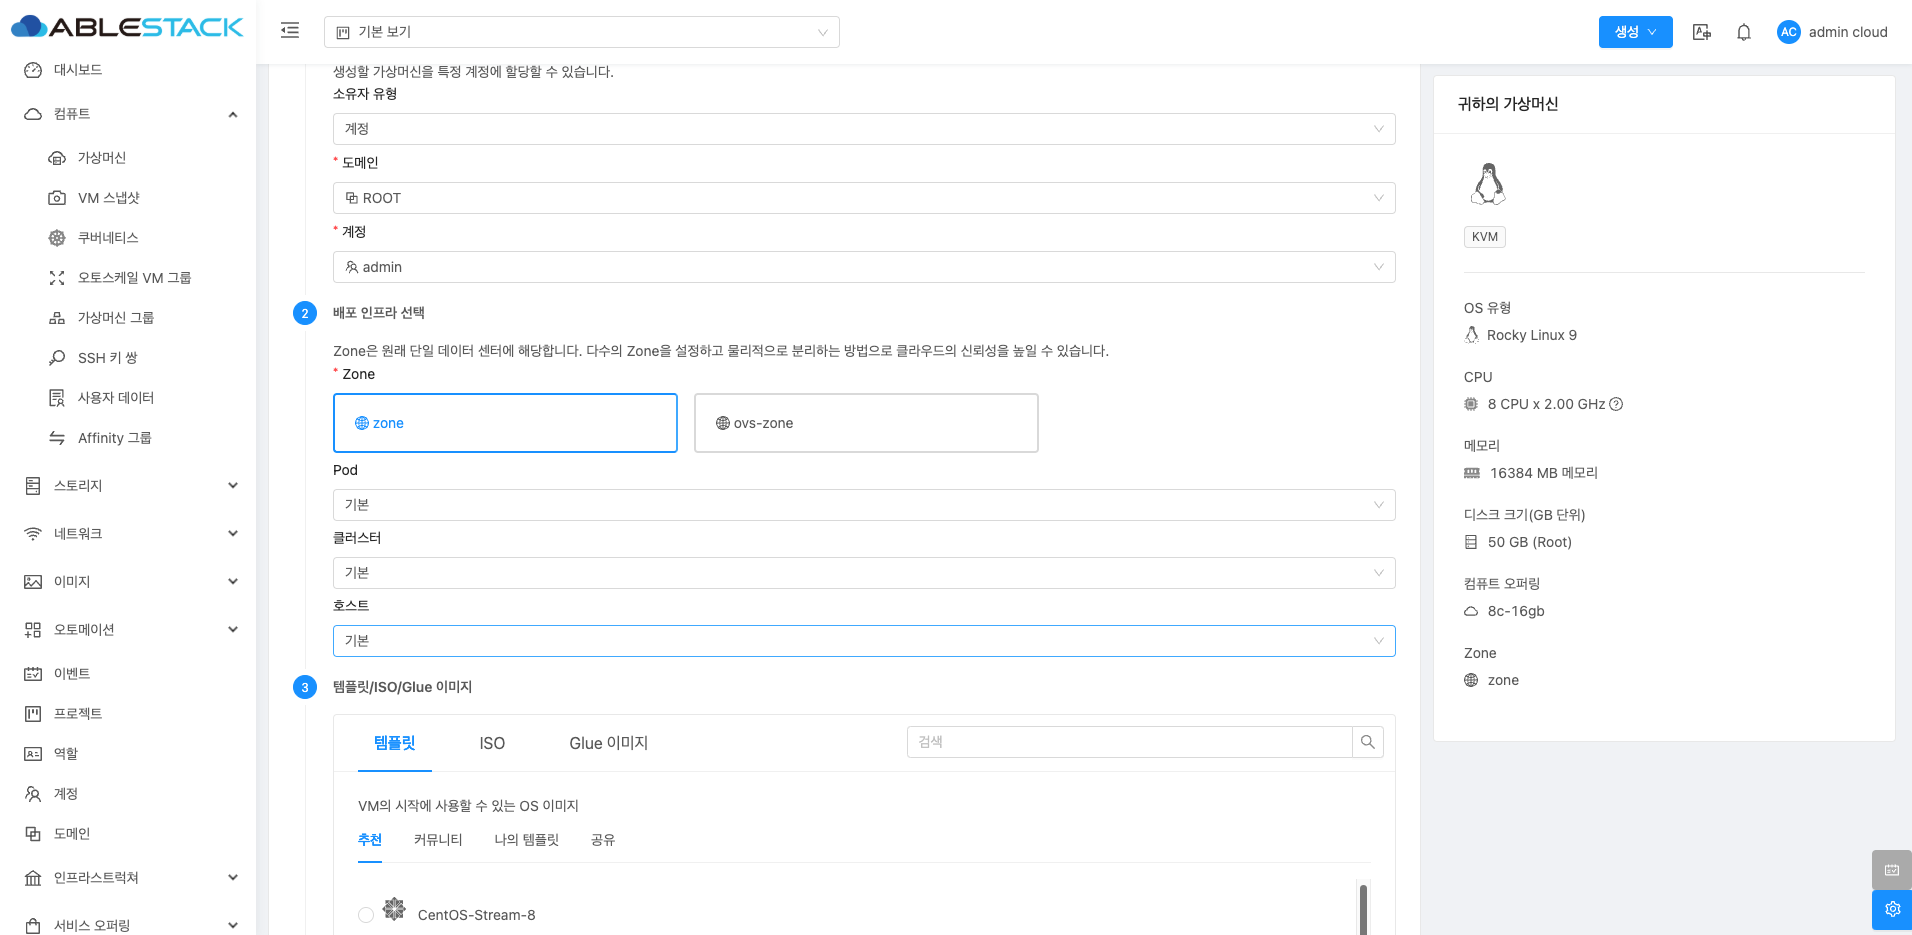 ABLESTACK
기본 보기
생성
AC
admin cloud
대시보드
컴퓨트
가상머신
VM 스냅샷
쿠버네티스
오토스케일 VM 그룹
가상머신 그룹
SSH 키 쌍
사용자 데이터
Affinity 그룹
스토리지
네트워크
이미지
오토메이션
이벤트
프로젝트
역할
계정
도메인
인프라스트럭쳐
서비스 오퍼링
생성할 가상머신을 특정 계정에 할당할 수 있습니다.
소유자 유형
계정
* 도메인
ROOT
* 계정
admin
2 배포 인프라 선택
Zone은 원래 단일 데이터 센터에 해당합니다. 다수의 Zone을 설정하고 물리적으로 분리하는 방법으로 클라우드의 신뢰성을 높일 수 있습니다.
* Zone
zone
ovs-zone
Pod
기본
클러스터
기본
호스트
기본
3 템플릿/ISO/Glue 이미지
템플릿
ISO
Glue 이미지
검색
VM의 시작에 사용할 수 있는 OS 이미지
추천
커뮤니티
나의 템플릿
공유
CentOS-Stream-8
귀하의 가상머신
KVM
OS 유형
Rocky Linux 9
CPU
8 CPU x 2.00 GHz
메모리
16384 MB 메모리
디스크 크기(GB 단위)
50 GB (Root)
컴퓨트 오퍼링
8c-16gb
Zone
zone